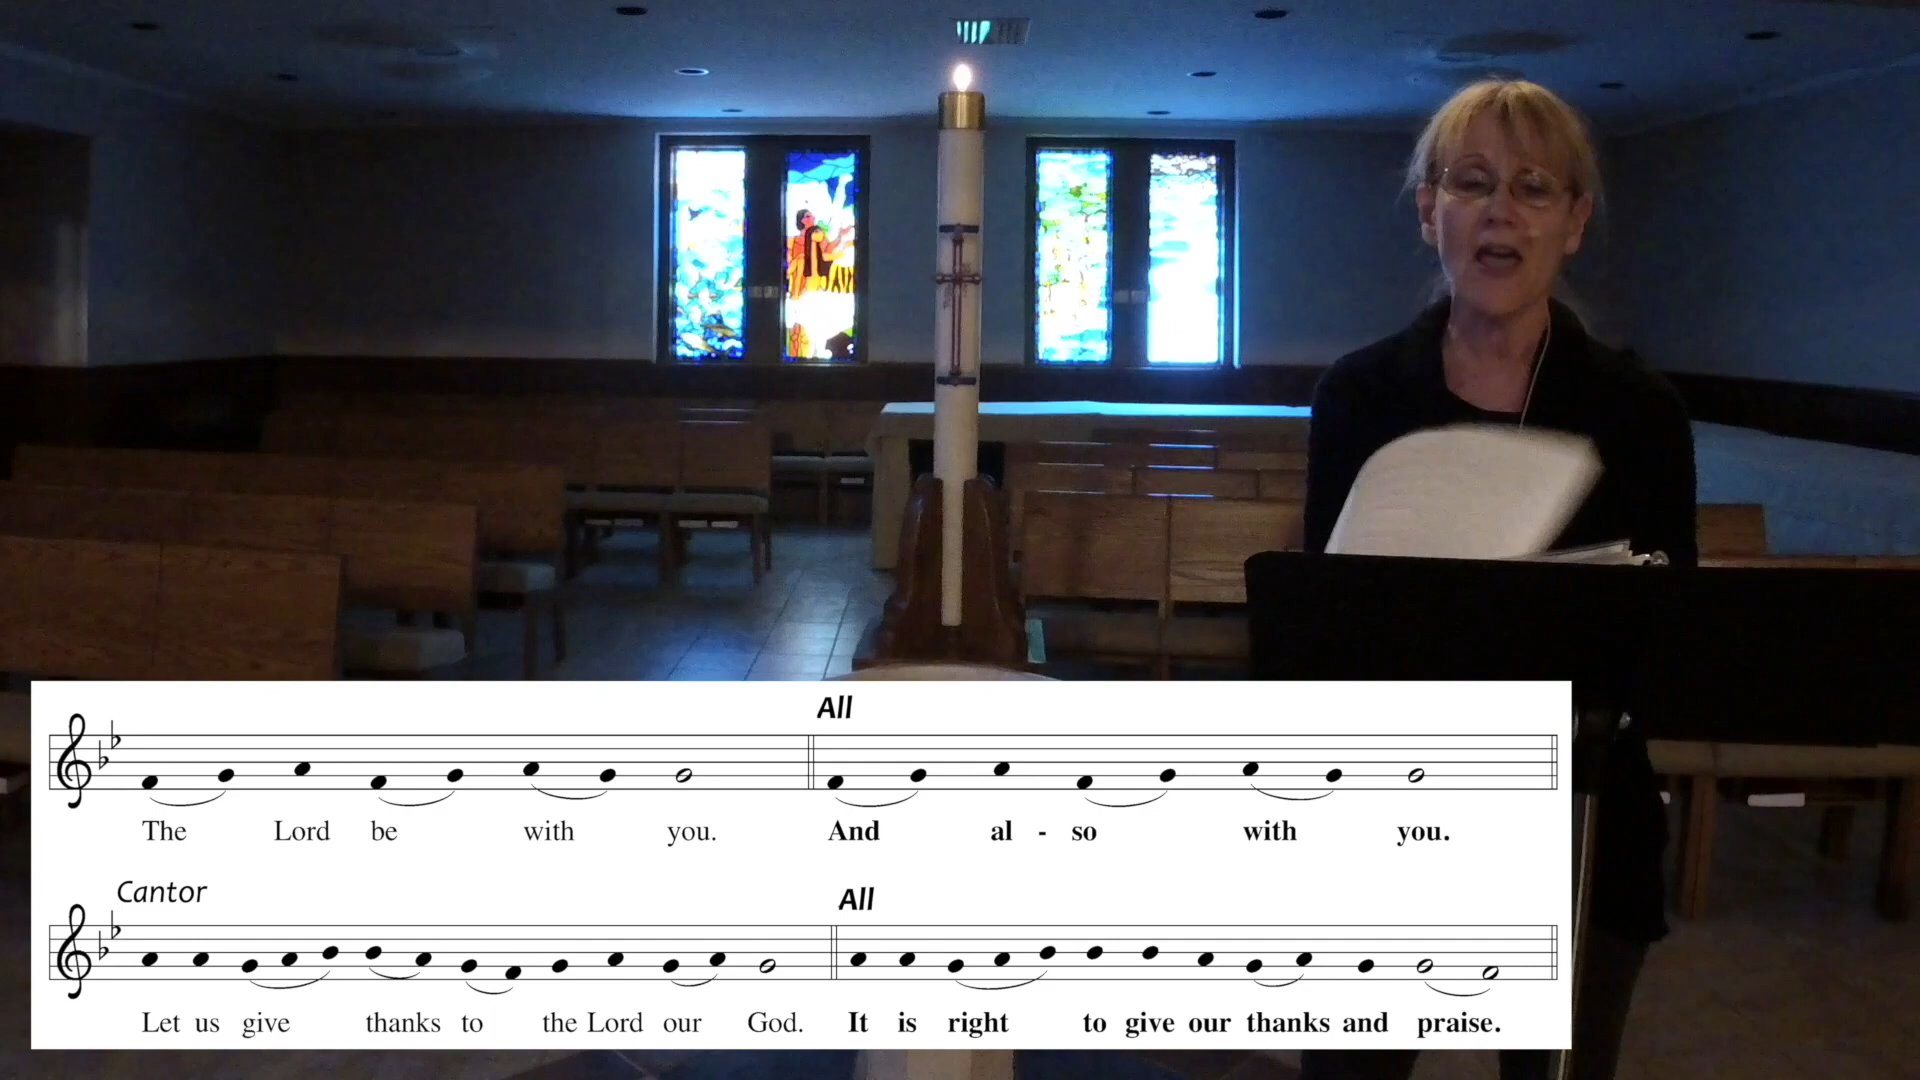 All
The Lord be with you. And al - so with you.
Cantor All
Let us give thanks to the Lord our God. It is right to give our thanks and praise.